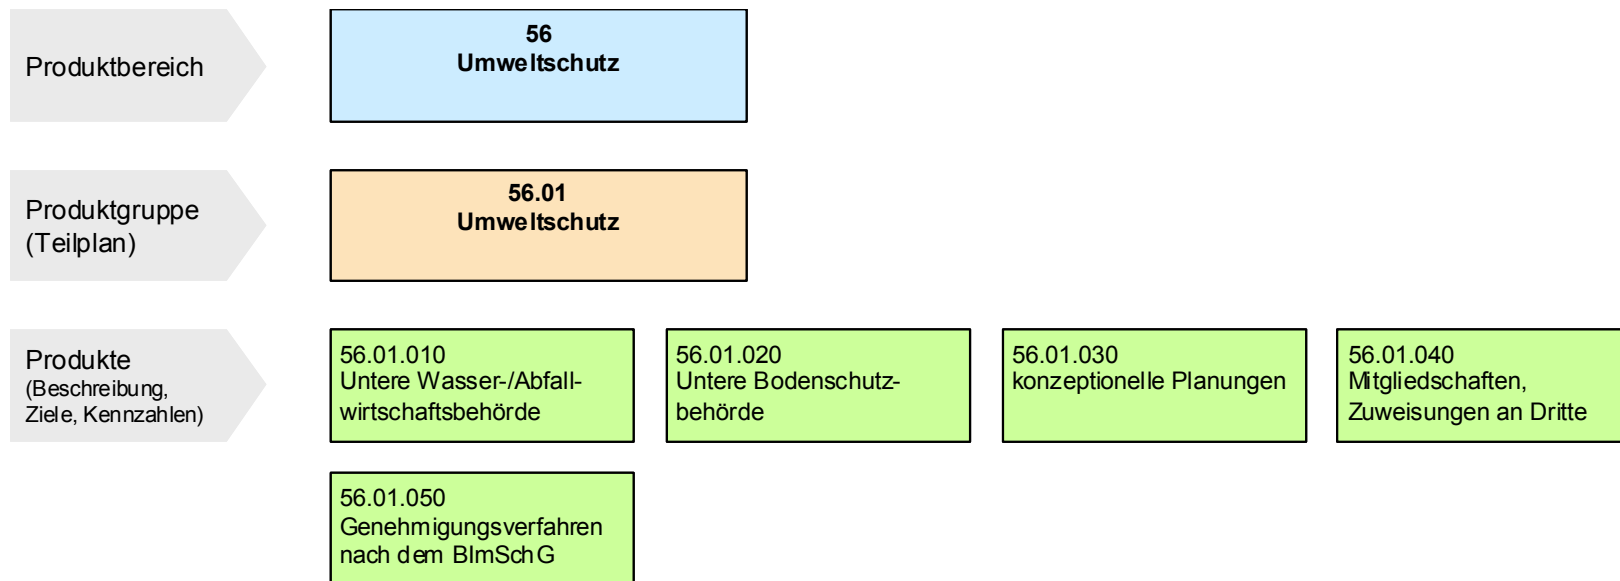 Produktbereich
56
Umweltschutz
Produktgruppe
(Teilplan)
56.01
Umweltschutz
Produkte
(Beschreibung,
Ziele, Kennzahlen)
56.01.010
Untere Wasser-/Abfall-
wirtschaftsbehörde
56.01.020
Untere Bodenschutz-
behörde
56.01.030
konzeptionelle Planungen
56.01.040
Mitgliedschaften,
Zuweisungen an Dritte
56.01.050
Genehmigungsverfahren
nach dem BImSchG